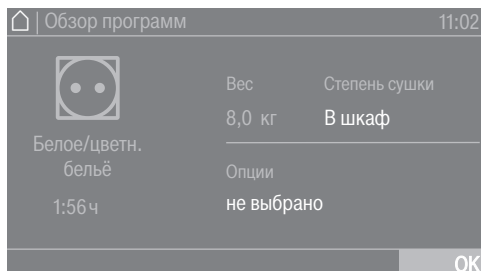 | Обзор программ
11:02
Вес
Степень сушки
8,0 кг
В шкаф
Белое/цветн.
бельё
1:56 ч
Опции
не выбрано
OK